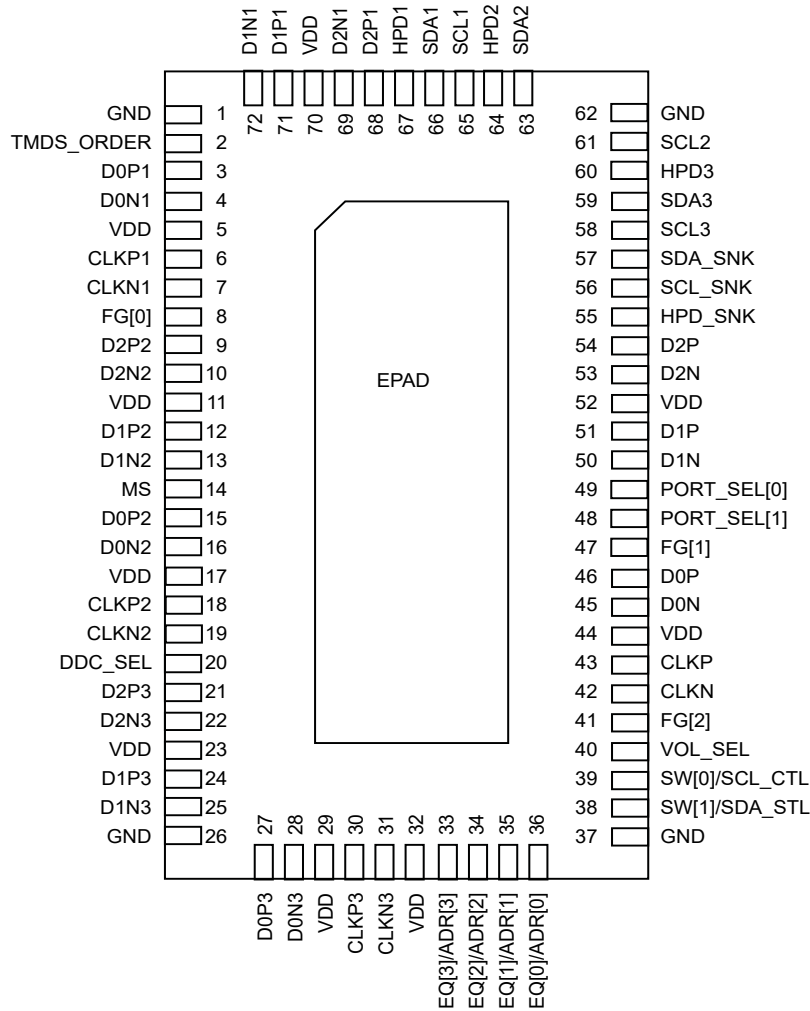 D1N1
D1P1
VDD
D2N1
D2P1
HPD1
SDA1
SCL1
HPD2
SDA2
72
71
70
69
68
67
66
65
64
63
GND 1
TMDS_ORDER 2
D0P1 3
D0N1 4
VDD 5
CLKP1 6
CLKN1 7
FG[0] 8
D2P2 9
D2N2 10
VDD 11
D1P2 12
D1N2 13
MS 14
D0P2 15
D0N2 16
VDD 17
CLKP2 18
CLKN2 19
DDC_SEL 20
D2P3 21
D2N3 22
VDD 23
D1P3 24
D1N3 25
GND 26
EPAD
62 GND
61 SCL2
60 HPD3
59 SDA3
58 SCL3
57 SDA_SNK
56 SCL_SNK
55 HPD_SNK
54 D2P
53 D2N
52 VDD
51 D1P
50 D1N
49 PORT_SEL[0]
48 PORT_SEL[1]
47 FG[1]
46 D0P
45 D0N
44 VDD
43 CLKP
42 CLKN
41 FG[2]
40 VOL_SEL
39 SW[0]/SCL_CTL
38 SW[1]/SDA_STL
37 GND
27
28
29
30
31
32
33
34
35
36
D0P3
D0N3
VDD
CLKP3
CLKN3
VDD
EQ[3]/ADR[3]
EQ[2]/ADR[2]
EQ[1]/ADR[1]
EQ[0]/ADR[0]